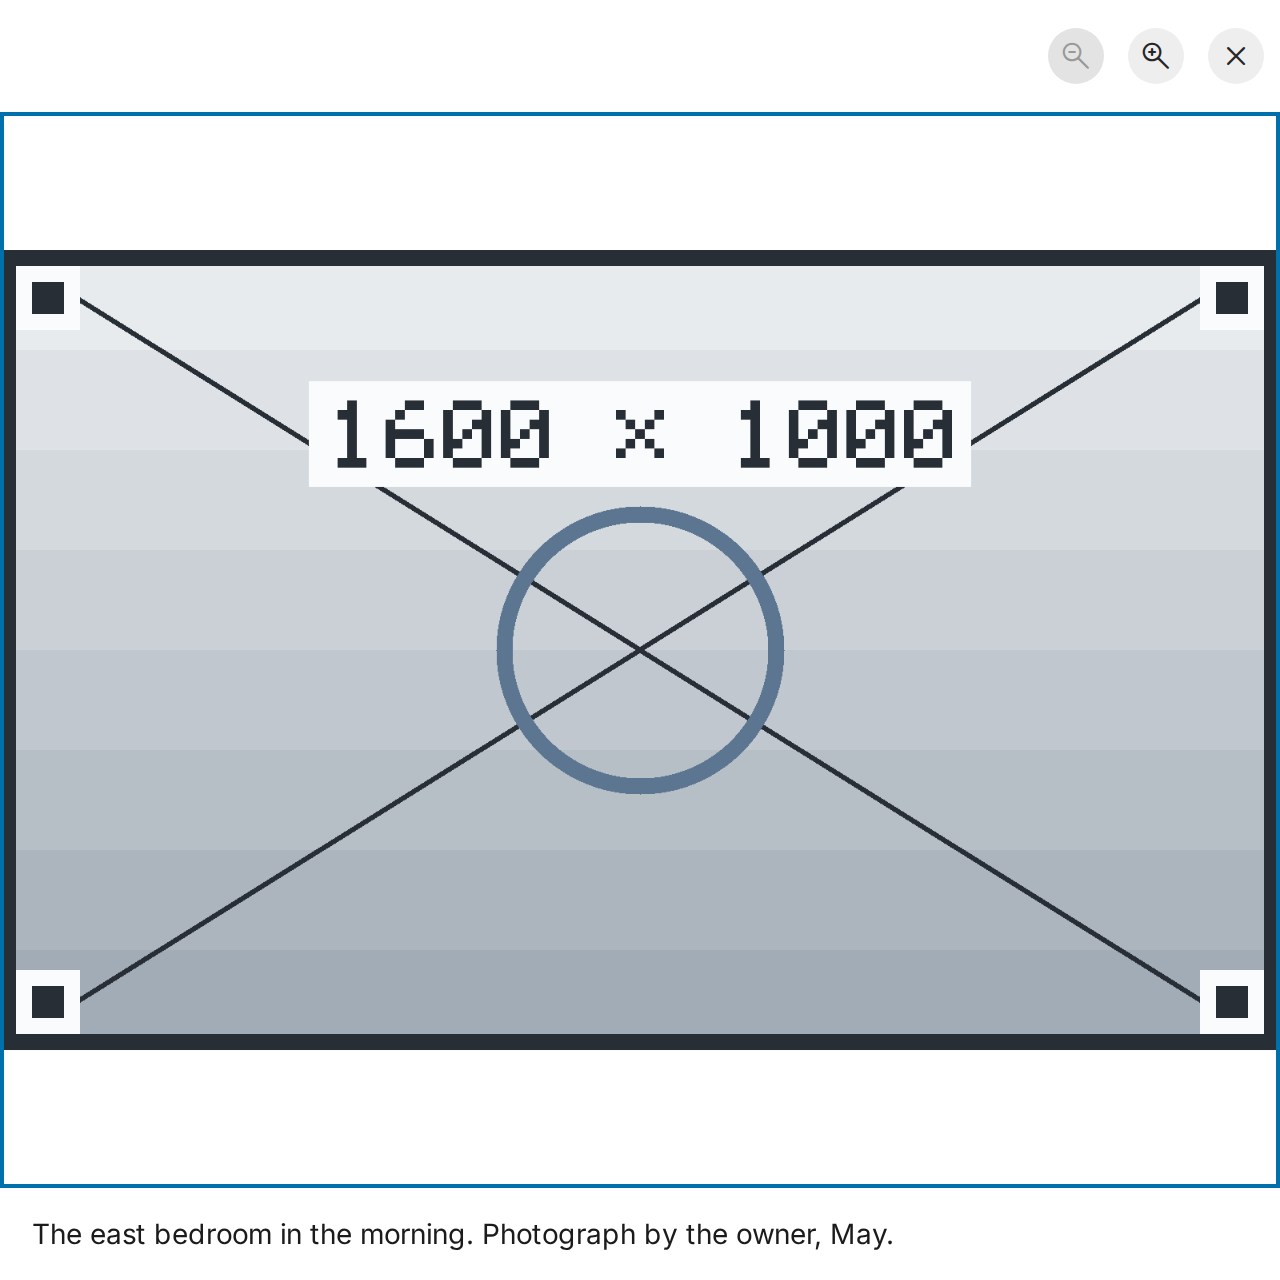 1600 x 1000
The east bedroom in the morning. Photograph by the owner, May.